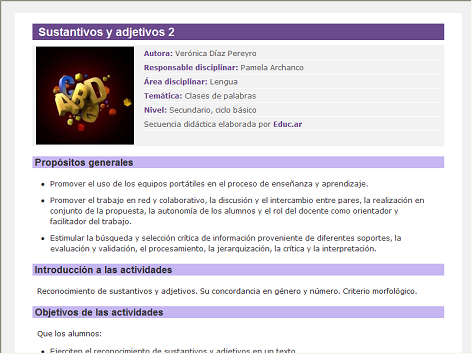 Sustantivos y adjetivos 2
Autora: Verónica Díaz Pereyro
Responsable disciplinar: Pamela Archanco
Área disciplinar: Lengua
Temática: Clases de palabras
Nivel: Secundario, ciclo básico
Secuencia didáctica elaborada por Educ.ar
Propósitos generales
• Promover el uso de los equipos portátiles en el proceso de enseñanza y aprendizaje.
• Promover el trabajo en red y colaborativo, la discusión y el intercambio entre pares, la realización en
conjunto de la propuesta, la autonomía de los alumnos y el rol del docente como orientador y
facilitador del trabajo.
• Estimular la búsqueda y selección crítica de información proveniente de diferentes soportes, la
evaluación y validación, el procesamiento, la jerarquización, la crítica y la interpretación.
Introducción a las actividades
Reconocimiento de sustantivos y adjetivos. Su concordancia en género y número. Criterio morfológico.
Objetivos de las actividades
Que los alumnos:
• Ejerciten el reconocimiento de sustantivos y adjetivos en un texto.